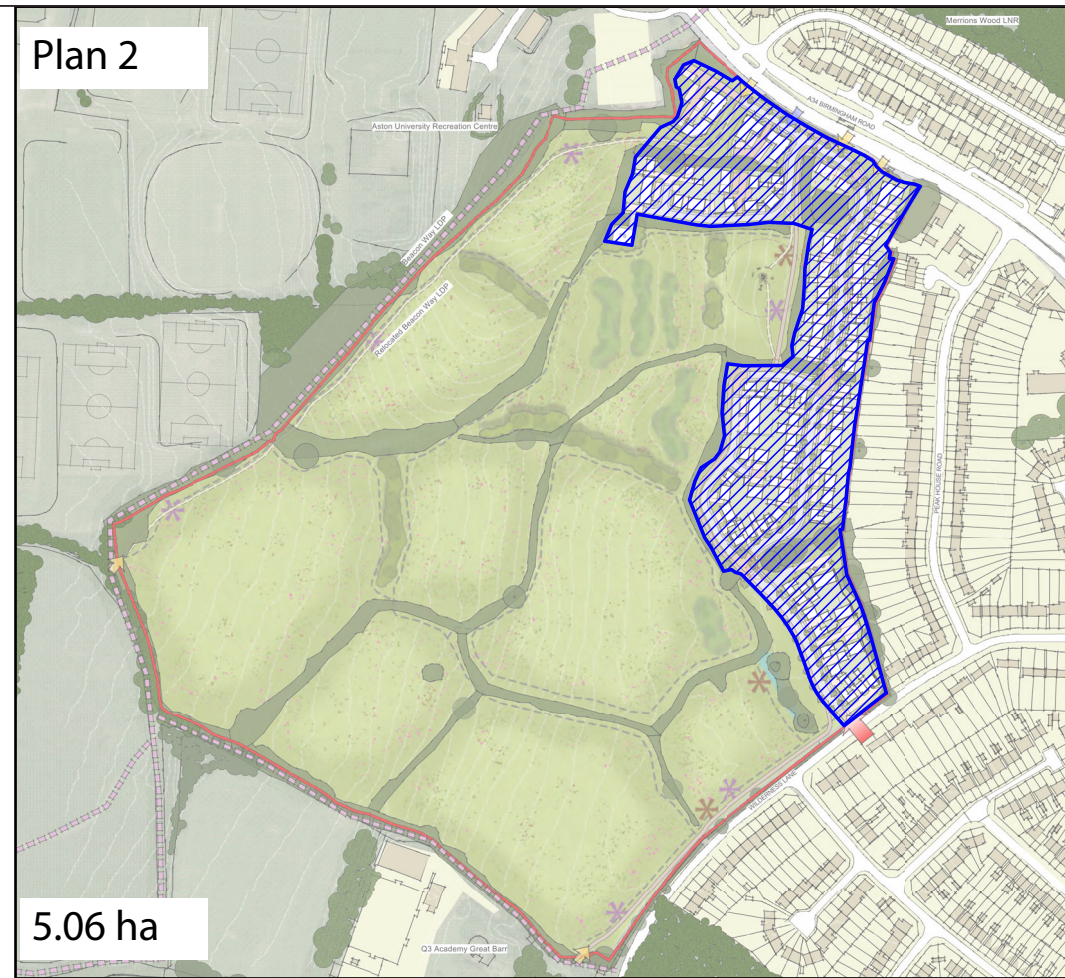 Plan 2
Merrions Wood LNR
A34 BIRMINGHAM ROAD
Aston University Recreation Centre
Beacon Way LDP
Relocated Beacon Way LDP
PEAK HOUSE ROAD
WILDERNESS LANE
5.06 ha
Q3 Academy Great Barr